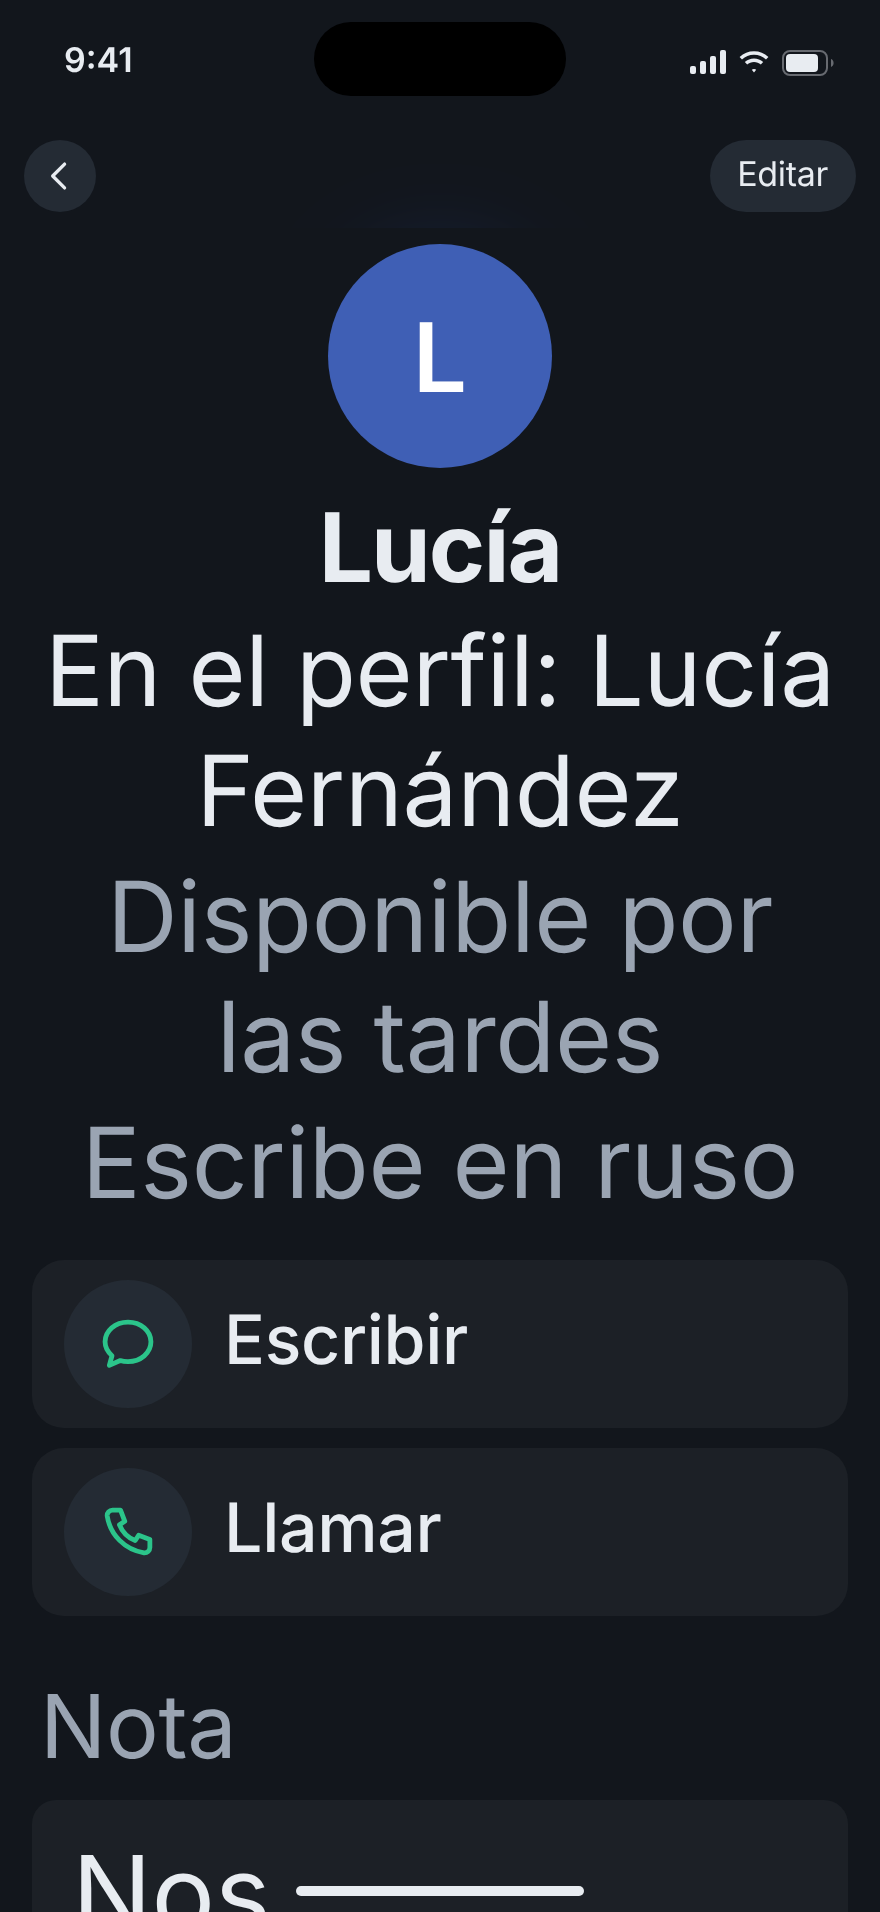 9:41
Editar
L
Lucía
En el perfil: Lucía
Fernández
Disponible por
las tardes
Escribe en ruso
Escribir
Llamar
Nota
Nos